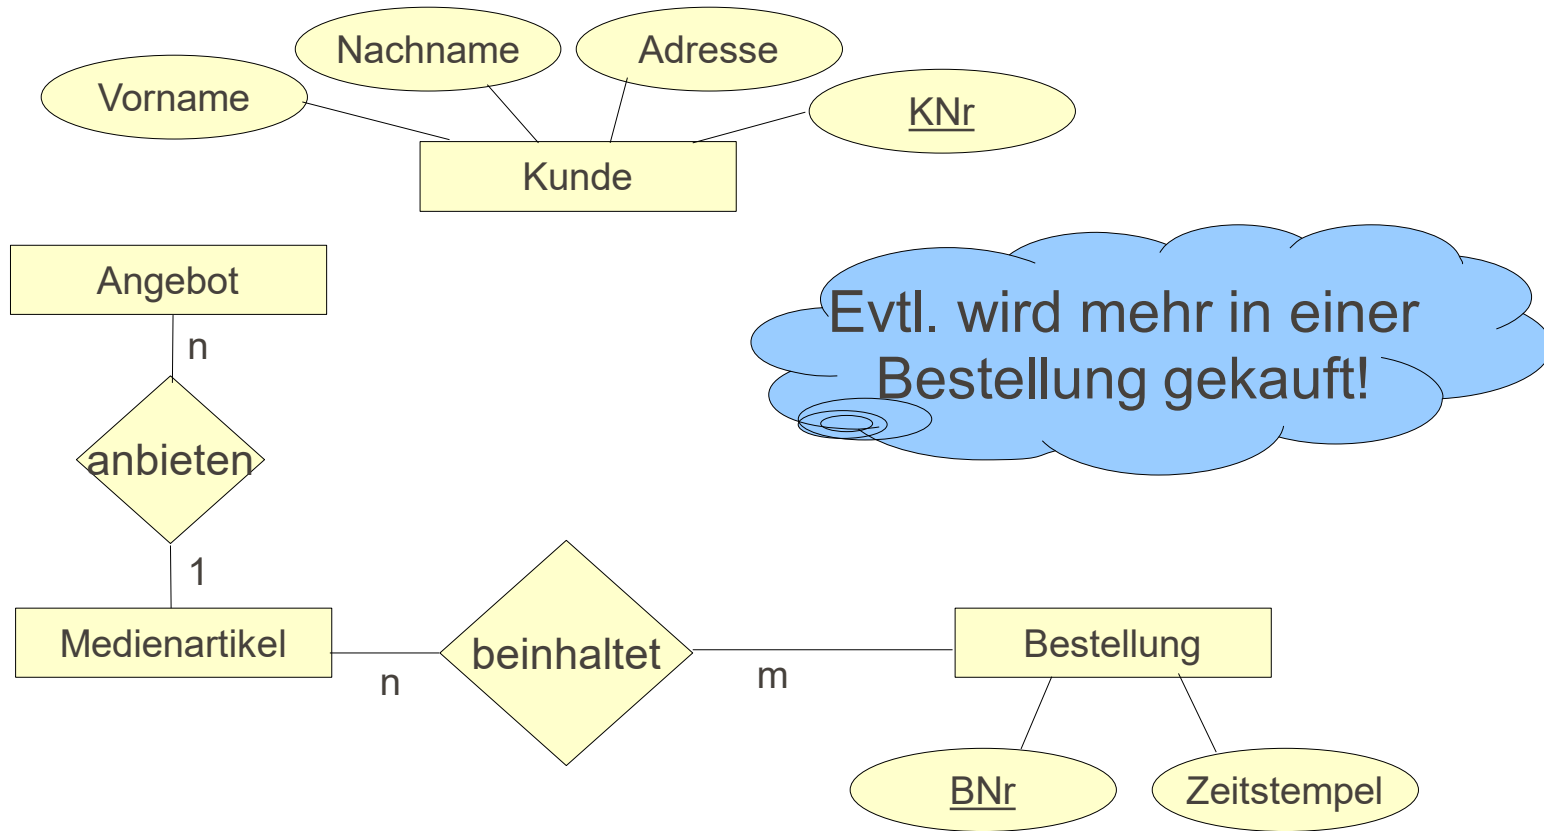 Nachname
Adresse
Vorname
KNr
Kunde
Angebot
n
anbieten
1
Evtl. wird mehr in einer
Bestellung gekauft!
Medienartikel
n
beinhaltet
m
Bestellung
BNr
Zeitstempel